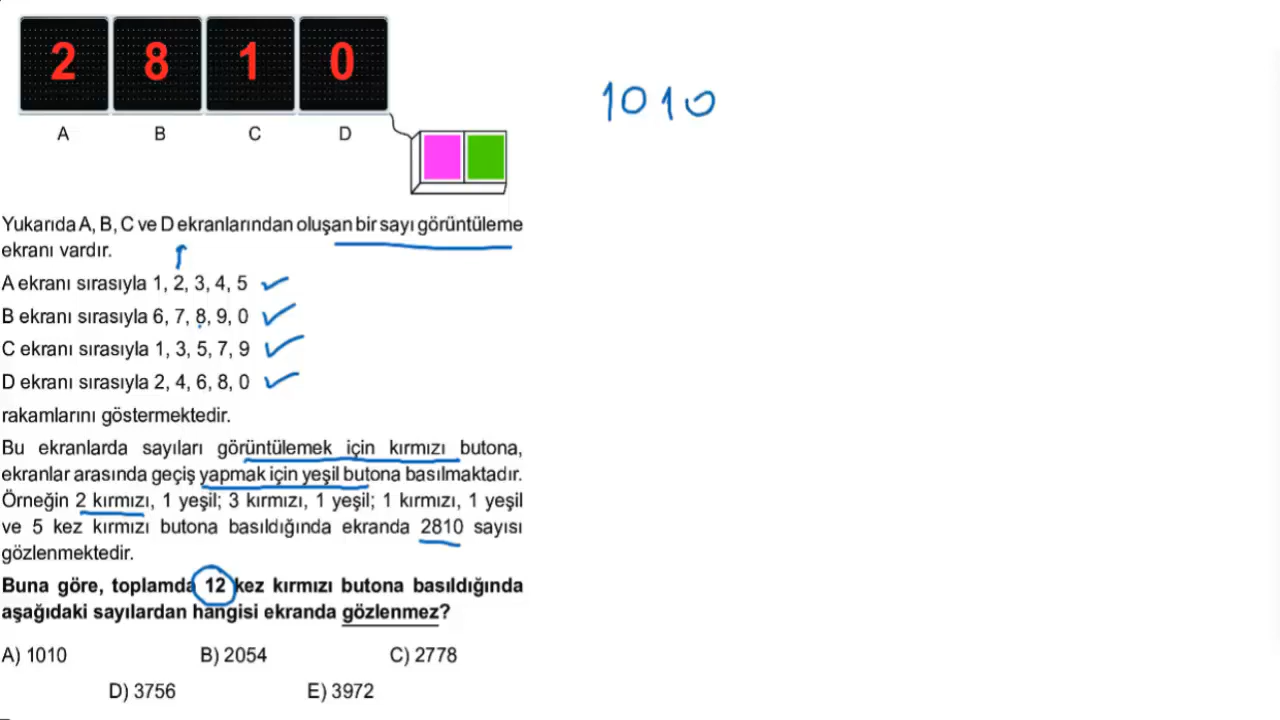 2 8 1 0
1010
A B C D
Yukarıda A, B, C ve D ekranlarından oluşan bir sayı görüntüleme
ekranı vardır.
A ekranı sırasıyla 1, 2, 3, 4, 5
B ekranı sırasıyla 6, 7, 8, 9, 0
C ekranı sırasıyla 1, 3, 5, 7, 9
D ekranı sırasıyla 2, 4, 6, 8, 0
rakamlarını göstermektedir.
Bu ekranlarda sayıları görüntülemek için kırmızı butona,
ekranlar arasında geçiş yapmak için yeşil butona basılmaktadır.
Örneğin 2 kırmızı, 1 yeşil; 3 kırmızı, 1 yeşil; 1 kırmızı, 1 yeşil
ve 5 kez kırmızı butona basıldığında ekranda 2810 sayısı
gözlenmektedir.
Buna göre, toplamda 12 kez kırmızı butona basıldığında
aşağıdaki sayılardan hangisi ekranda gözlenmez?
A) 1010 B) 2054 C) 2778
D) 3756 E) 3972